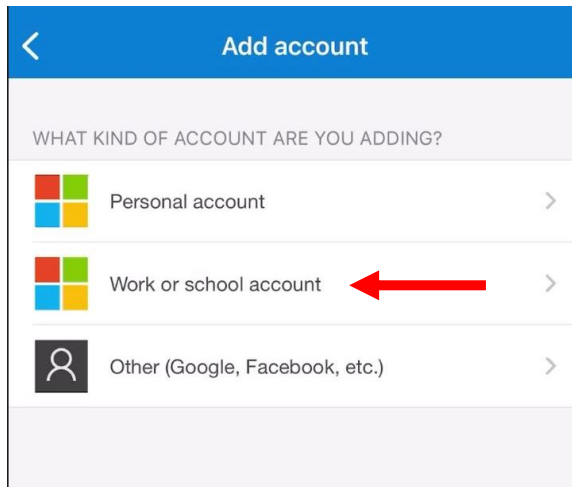 Add account
WHAT KIND OF ACCOUNT ARE YOU ADDING?
Personal account
Work or school account
Other (Google, Facebook, etc.)